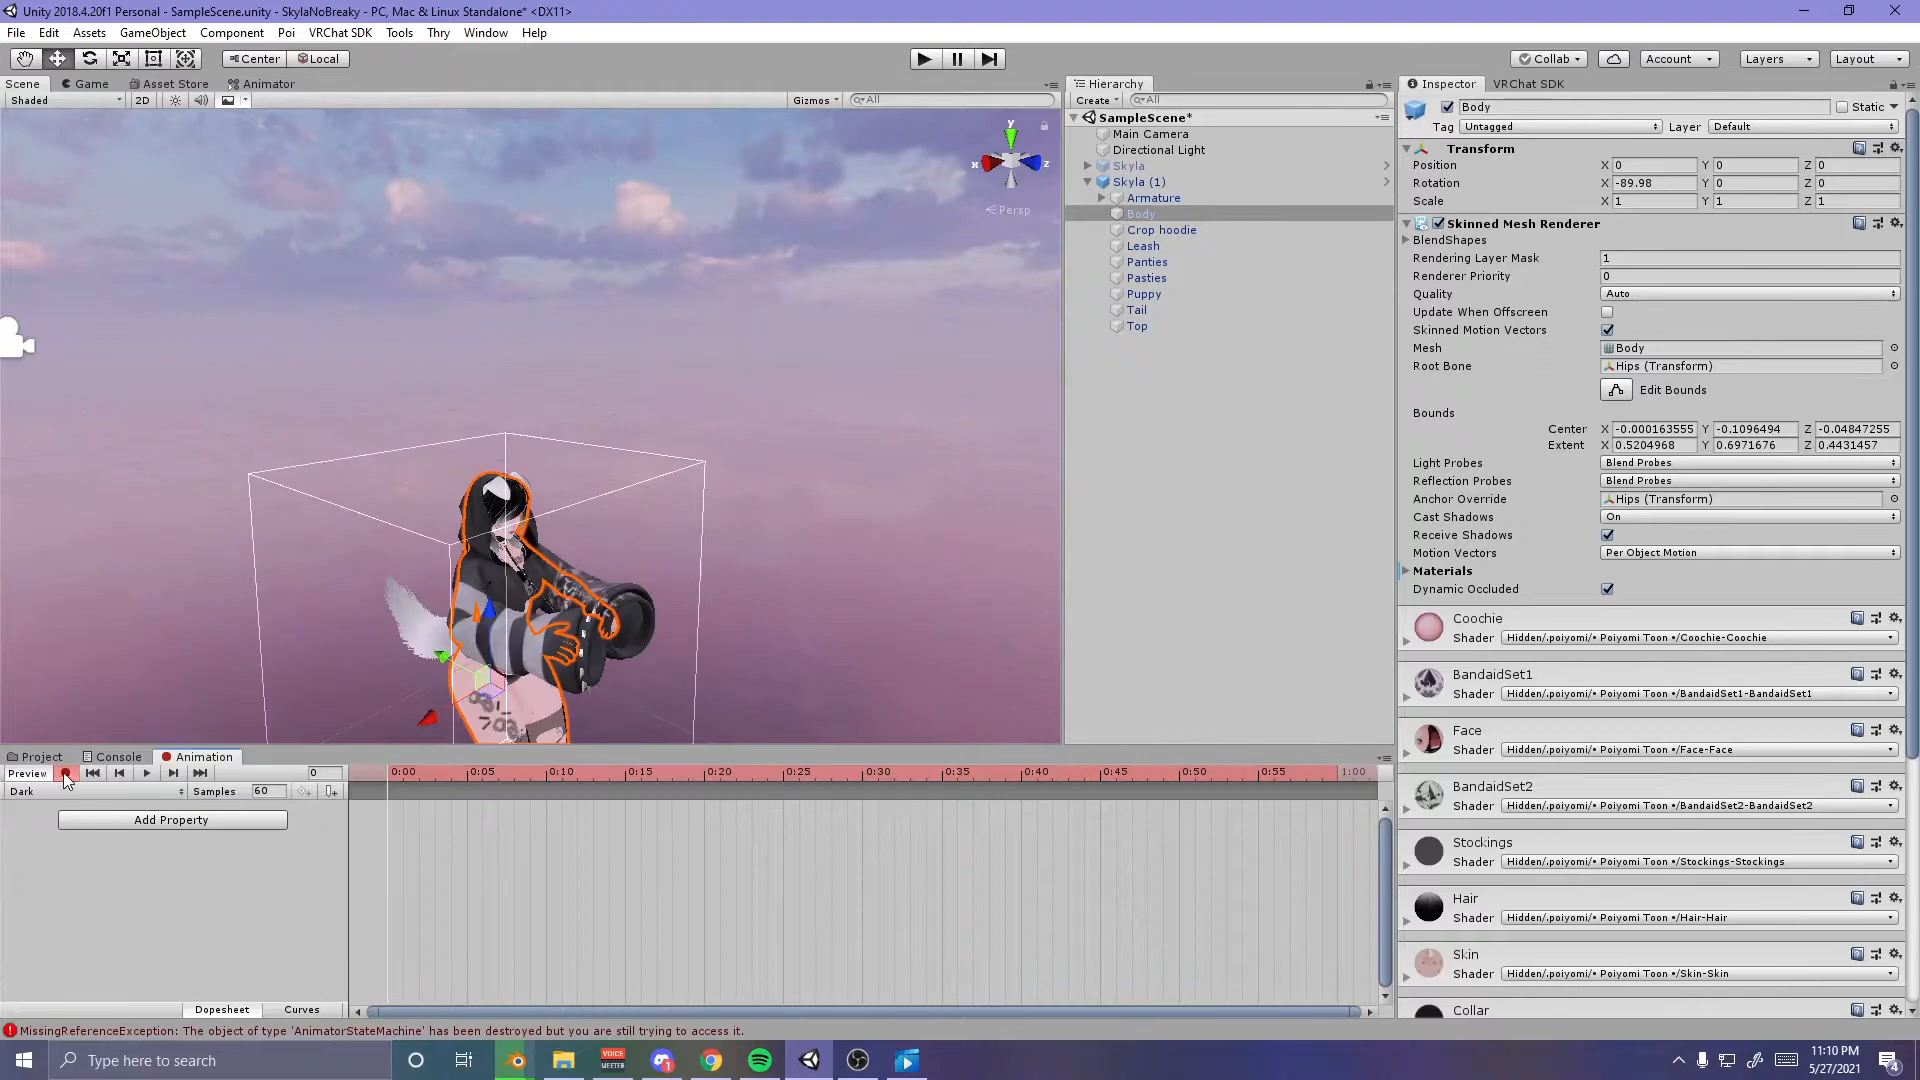 Unity 2018.4.20f1 Personal - SampleScene.unity - SkylaNoBreaky - PC, Mac & Linux Standalone* <DX11>
File Edit Assets GameObject Component Poi VRChat SDK Tools Thry Window Help
Center Local Collab Account Layers Layout
Scene Game Asset Store Animator
Shaded 2D Gizmos All
y
x
z
Persp
Hierarchy
Create All
SampleScene*
Main Camera
Directional Light
Skyla
Skyla (1)
Armature
Body
Crop hoodie
Leash
Panties
Pasties
Puppy
Tail
Top
Inspector VRChat SDK
Body Static
Tag Untagged Layer Default
Transform
Position X 0 Y 0 Z 0
Rotation X -89.98 Y 0 Z 0
Scale X 1 Y 1 Z 1
Skinned Mesh Renderer
BlendShapes
Rendering Layer Mask 1
Renderer Priority 0
Quality Auto
Update When Offscreen
Skinned Motion Vectors
Mesh Body
Root Bone Hips (Transform)
Edit Bounds
Bounds
Center X -0.000163555 Y -0.1096494 Z -0.04847255
Extent X 0.5204968 Y 0.6971676 Z 0.4431457
Light Probes Blend Probes
Reflection Probes Blend Probes
Anchor Override Hips (Transform)
Cast Shadows On
Receive Shadows
Motion Vectors Per Object Motion
Materials
Dynamic Occluded
Coochie
Shader Hidden/.poiyomi/• Poiyomi Toon •/Coochie-Coochie
BandaidSet1
Shader Hidden/.poiyomi/• Poiyomi Toon •/BandaidSet1-BandaidSet1
Face
Shader Hidden/.poiyomi/• Poiyomi Toon •/Face-Face
BandaidSet2
Shader Hidden/.poiyomi/• Poiyomi Toon •/BandaidSet2-BandaidSet2
Stockings
Shader Hidden/.poiyomi/• Poiyomi Toon •/Stockings-Stockings
Hair
Shader Hidden/.poiyomi/• Poiyomi Toon •/Hair-Hair
Skin
Shader Hidden/.poiyomi/• Poiyomi Toon •/Skin-Skin
Collar
Project Console Animation
Preview 0 0:00 0:05 0:10 0:15 0:20 0:25 0:30 0:35 0:40 0:45 0:50 0:55 1:00
Dark Samples 60
Add Property
Dopesheet Curves
MissingReferenceException: The object of type 'AnimatorStateMachine' has been destroyed but you are still trying to access it.
Type here to search
VOICE
MEETER
1
11:10 PM
5/27/2021
4